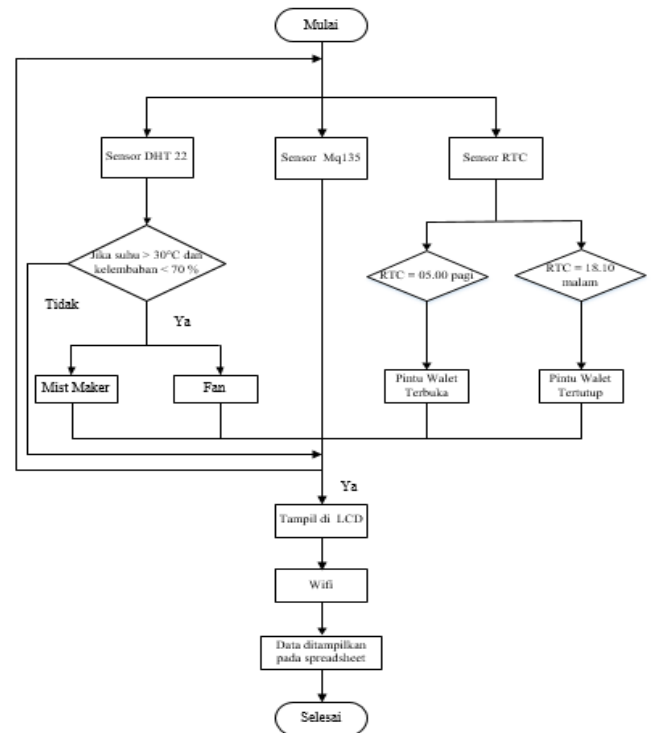 Mulai
Sensor DHT 22
Sensor Mq135
Sensor RTC
Jika suhu > 30°C dan
kelembaban < 70 %
RTC = 05.00 pagi
RTC = 18.10
malam
Tidak
Ya
Mist Maker
Fan
Pintu Walet
Terbuka
Pintu Walet
Tertutup
Ya
Tampil di LCD
Wifi
Data ditampilkan
pada spreadsheet
Selesai